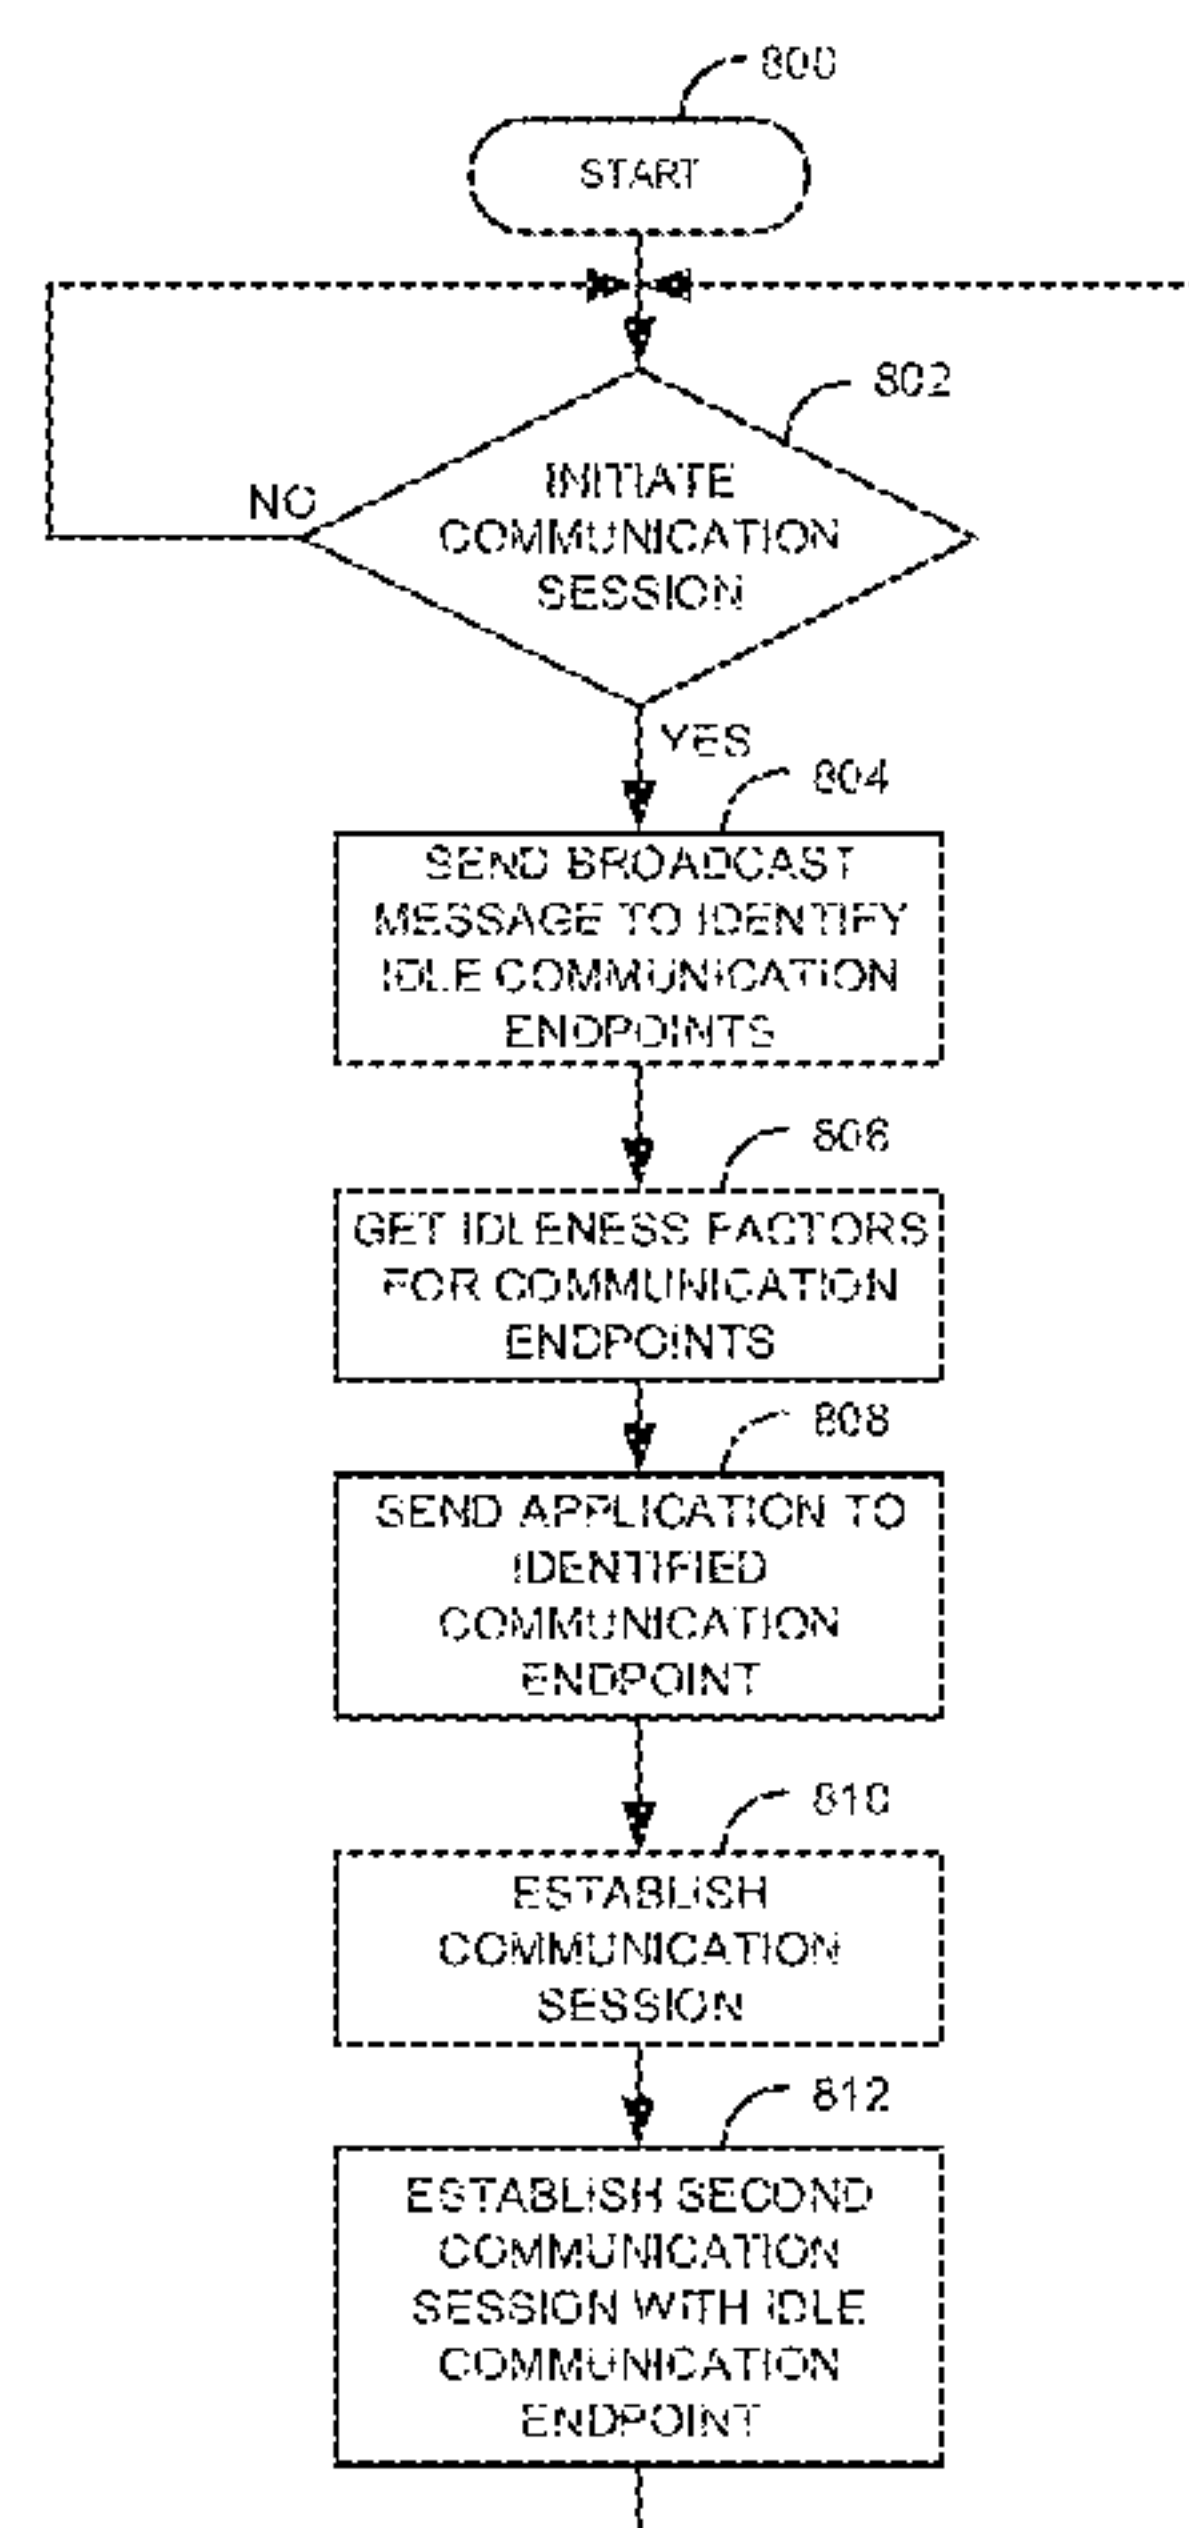 800
START
802
INITIATE
COMMUNICATION
SESSION
NO
YES
804
SEND BROADCAST
MESSAGE TO IDENTIFY
IDLE COMMUNICATION
ENDPOINTS
806
GET IDLENESS FACTORS
FOR COMMUNICATION
ENDPOINTS
808
SEND APPLICATION TO
IDENTIFIED
COMMUNICATION
ENDPOINT
810
ESTABLISH
COMMUNICATION
SESSION
812
ESTABLISH SECOND
COMMUNICATION
SESSION WITH IDLE
COMMUNICATION
ENDPOINT